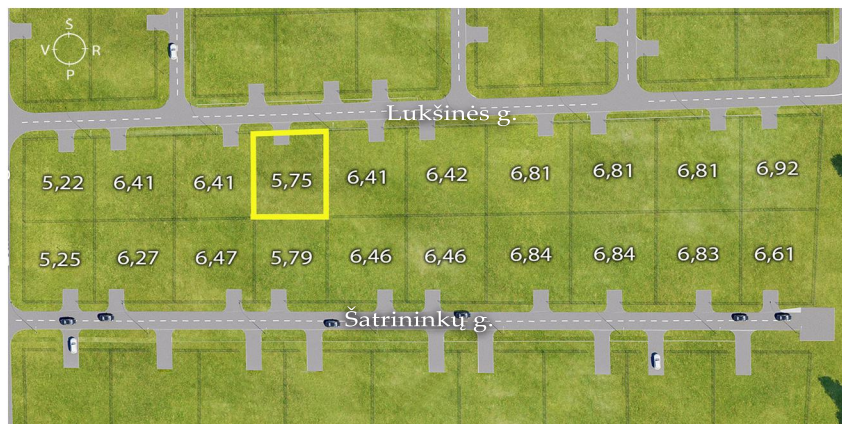 Š
V R
P
Lukšinės g.
5,22 6,41 6,41 5,75 6,41 6,42 6,81 6,81 6,81 6,92
5,25 6,27 6,47 5,79 6,46 6,46 6,84 6,84 6,83 6,61
Šatrininkų g.